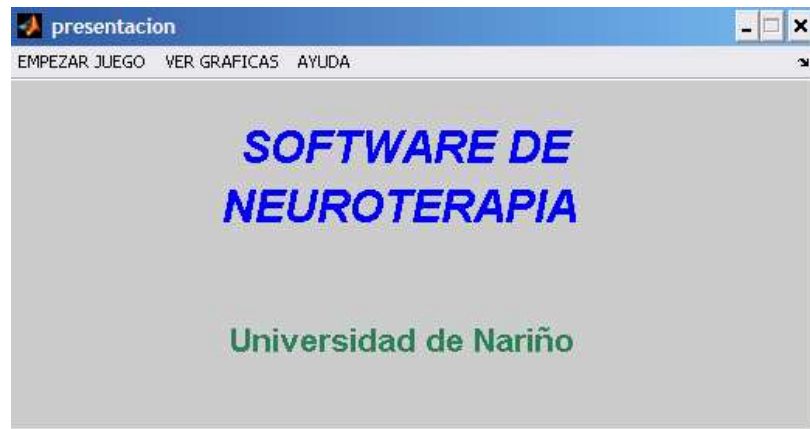 presentacion
EMPEZAR JUEGO VER GRAFICAS AYUDA
SOFTWARE DE
NEUROTERAPIA
Universidad de Nariño